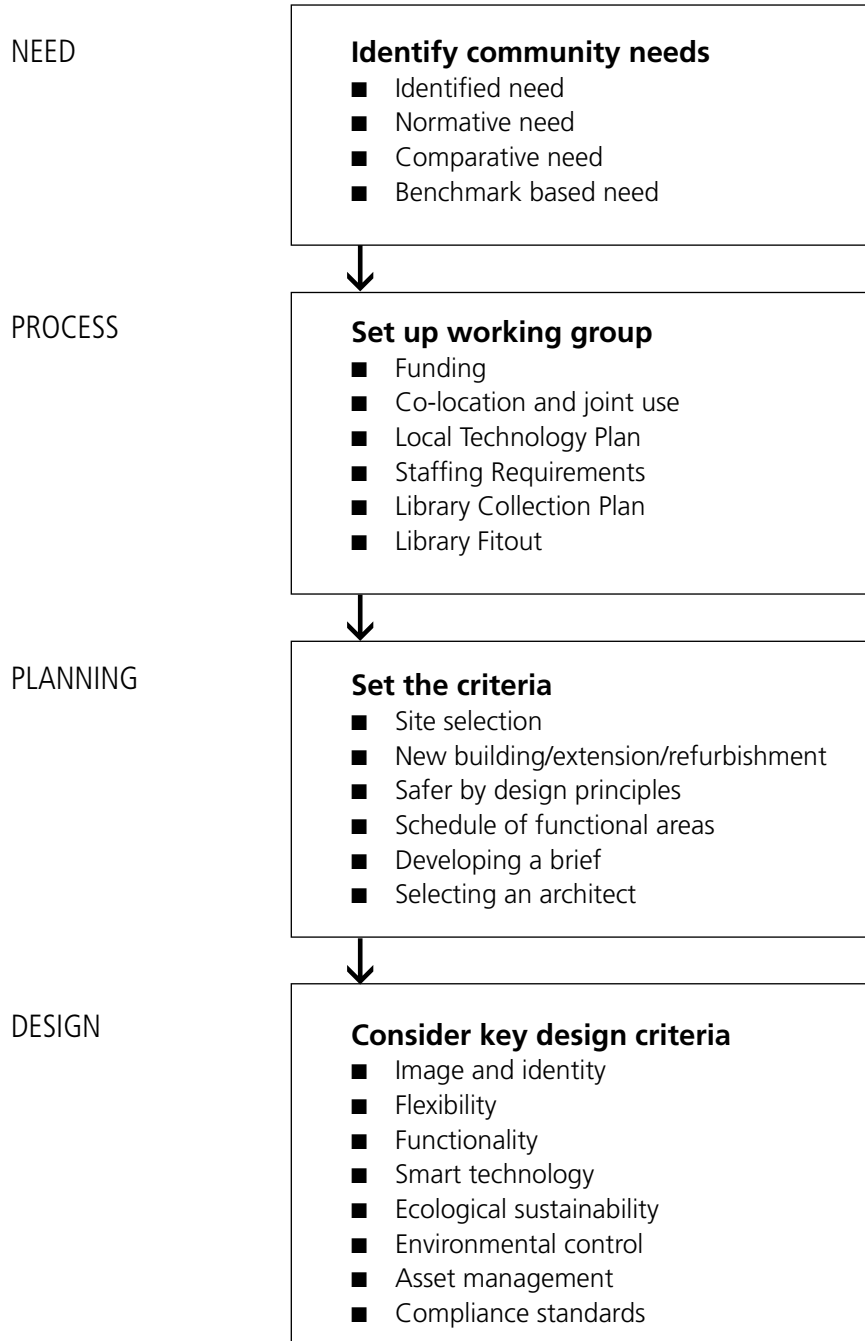 NEED
Identify community needs
■ Identified need
■ Normative need
■ Comparative need
■ Benchmark based need
PROCESS
Set up working group
■ Funding
■ Co-location and joint use
■ Local Technology Plan
■ Staffing Requirements
■ Library Collection Plan
■ Library Fitout
PLANNING
Set the criteria
■ Site selection
■ New building/extension/refurbishment
■ Safer by design principles
■ Schedule of functional areas
■ Developing a brief
■ Selecting an architect
DESIGN
Consider key design criteria
■ Image and identity
■ Flexibility
■ Functionality
■ Smart technology
■ Ecological sustainability
■ Environmental control
■ Asset management
■ Compliance standards